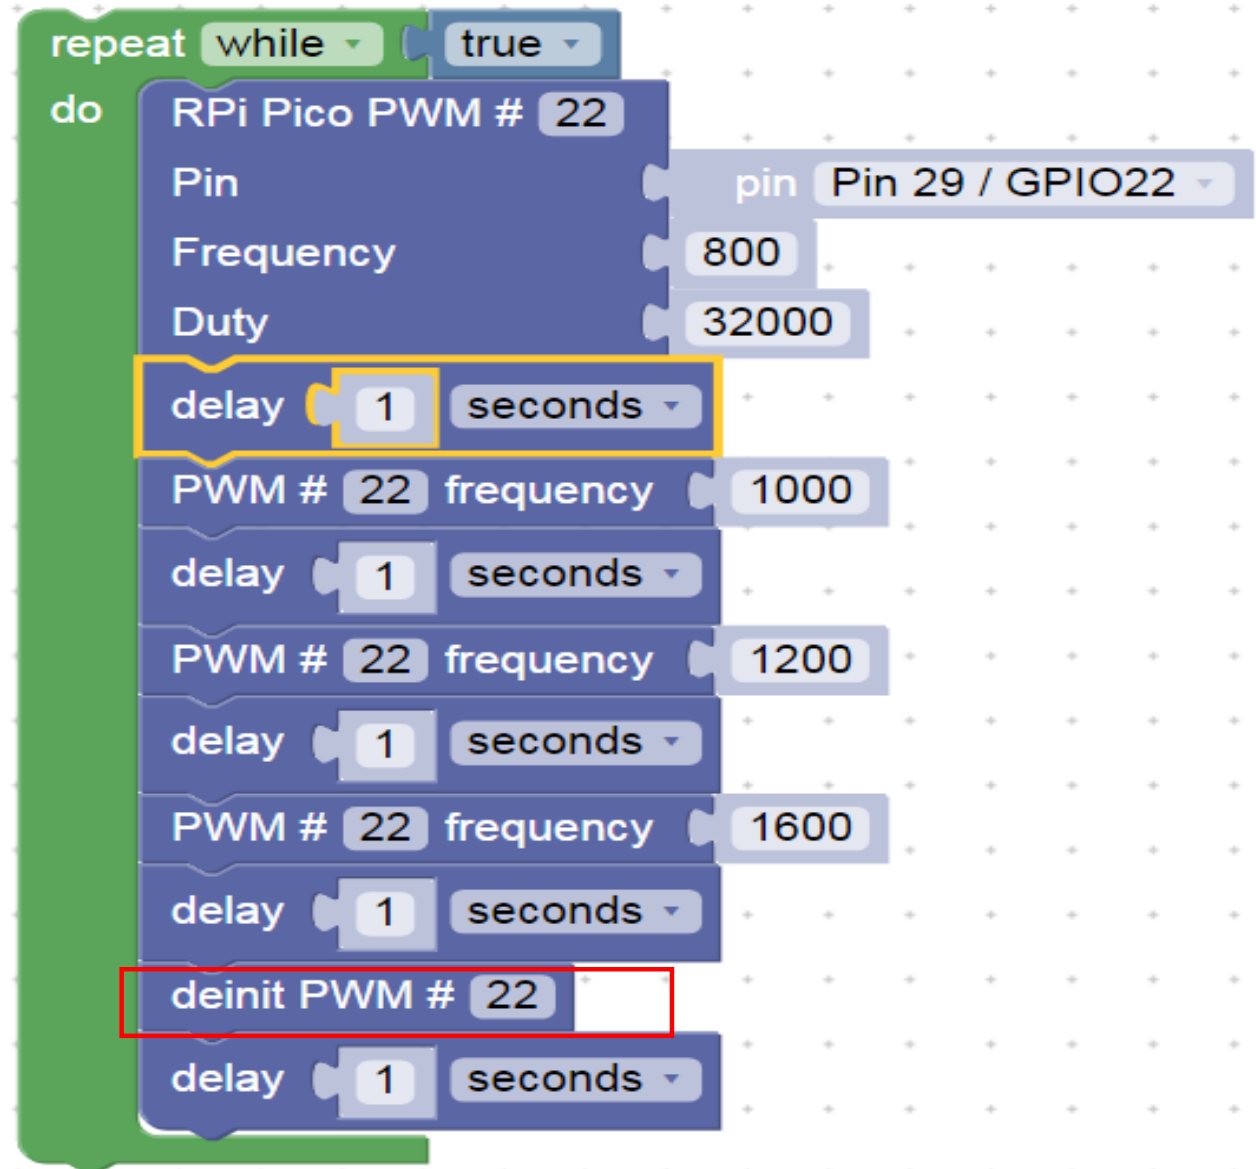 repeat while true
do RPi Pico PWM # 22
Pin pin Pin 29 / GPIO22
Frequency 800
Duty 32000
delay 1 seconds
PWM # 22 frequency 1000
delay 1 seconds
PWM # 22 frequency 1200
delay 1 seconds
PWM # 22 frequency 1600
delay 1 seconds
deinit PWM # 22
delay 1 seconds